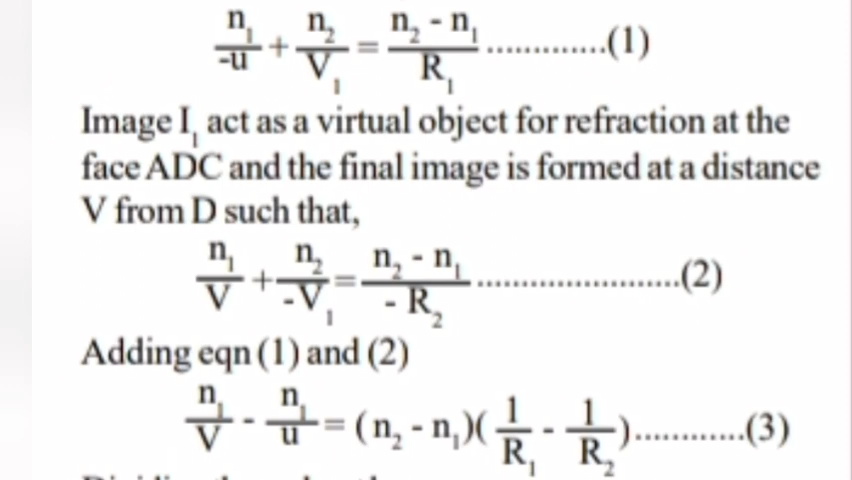 n₁/-u + n₂/V₁ = n₂ - n₁/R₁ .............(1)
Image I₁ act as a virtual object for refraction at the
face ADC and the final image is formed at a distance
V from D such that,
n₁/V + n₂/-V₁ = n₂ - n₁/- R₂ .......................(2)
Adding eqn (1) and (2)
n₁/V - n₁/u = (n₂ - n₁)(1/R₁ - 1/R₂)............(3)